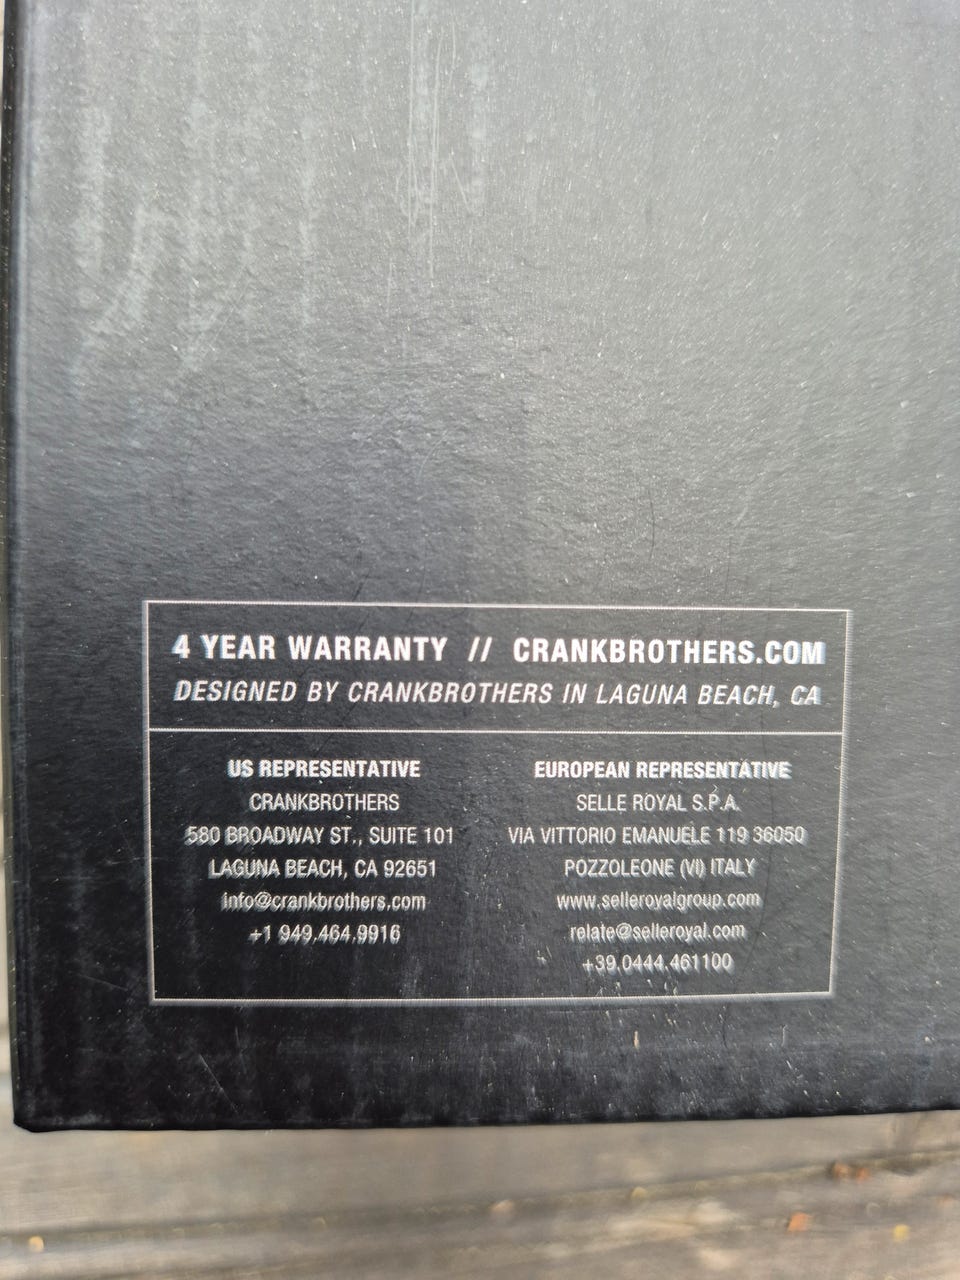 4 YEAR WARRANTY // CRANKBROTHERS.COM
DESIGNED BY CRANKBROTHERS IN LAGUNA BEACH, CA
US REPRESENTATIVE
CRANKBROTHERS
580 BROADWAY ST., SUITE 101
LAGUNA BEACH, CA 92651
info@crankbrothers.com
+1 949.464.9916
EUROPEAN REPRESENTATIVE
SELLE ROYAL S.P.A.
VIA VITTORIO EMANUELE 119 36050
POZZOLEONE (VI) ITALY
www.selleroyalgroup.com
relate@selleroyal.com
+39.0444.461100